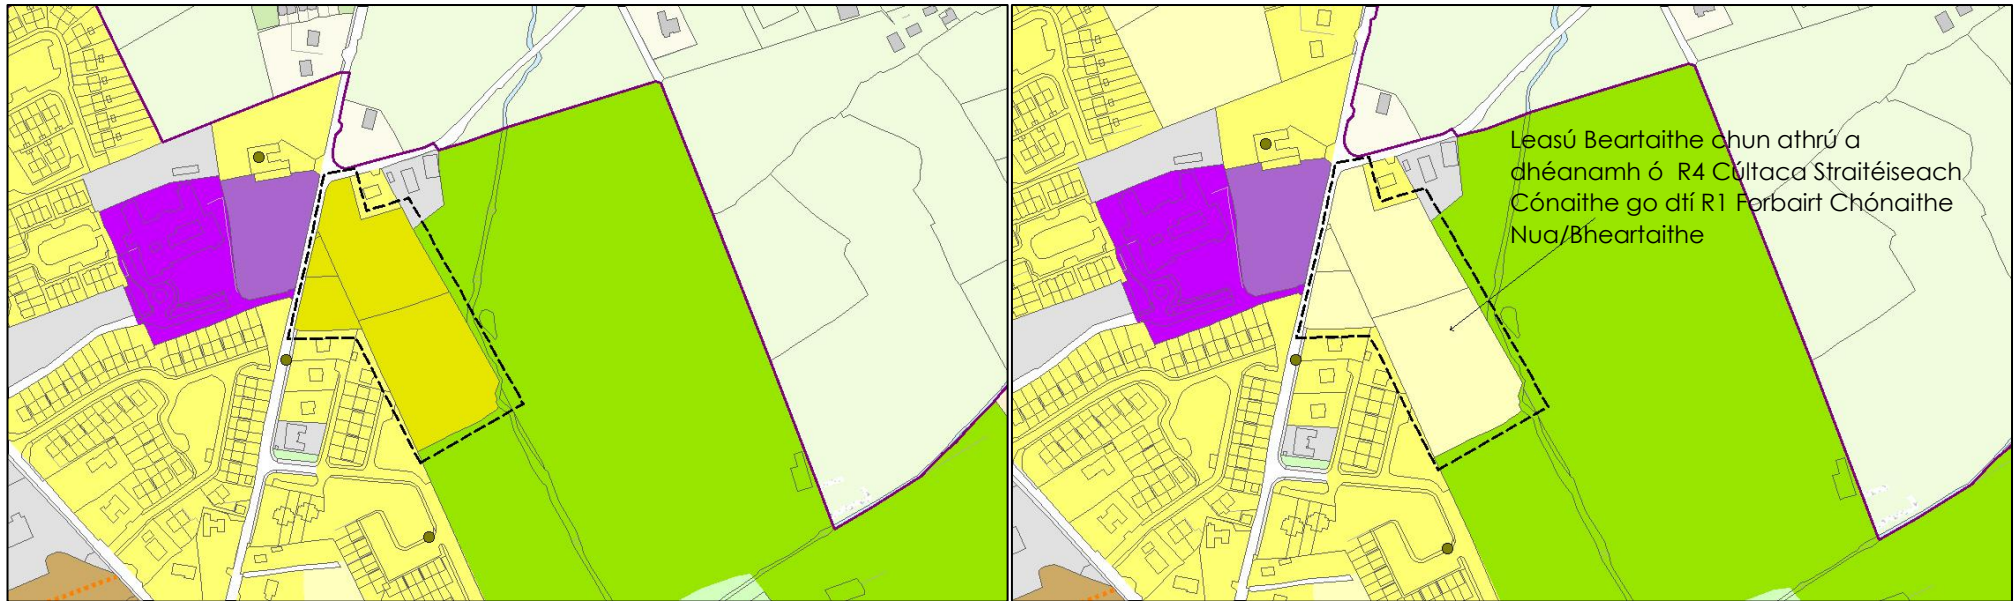 Leasú Beartaithe chun athrú a
dhéanamh ó R4 Cúltaca Straitéiseach
Cónaithe go dtí R1 Forbairt Chónaithe
Nua/Bheartaithe